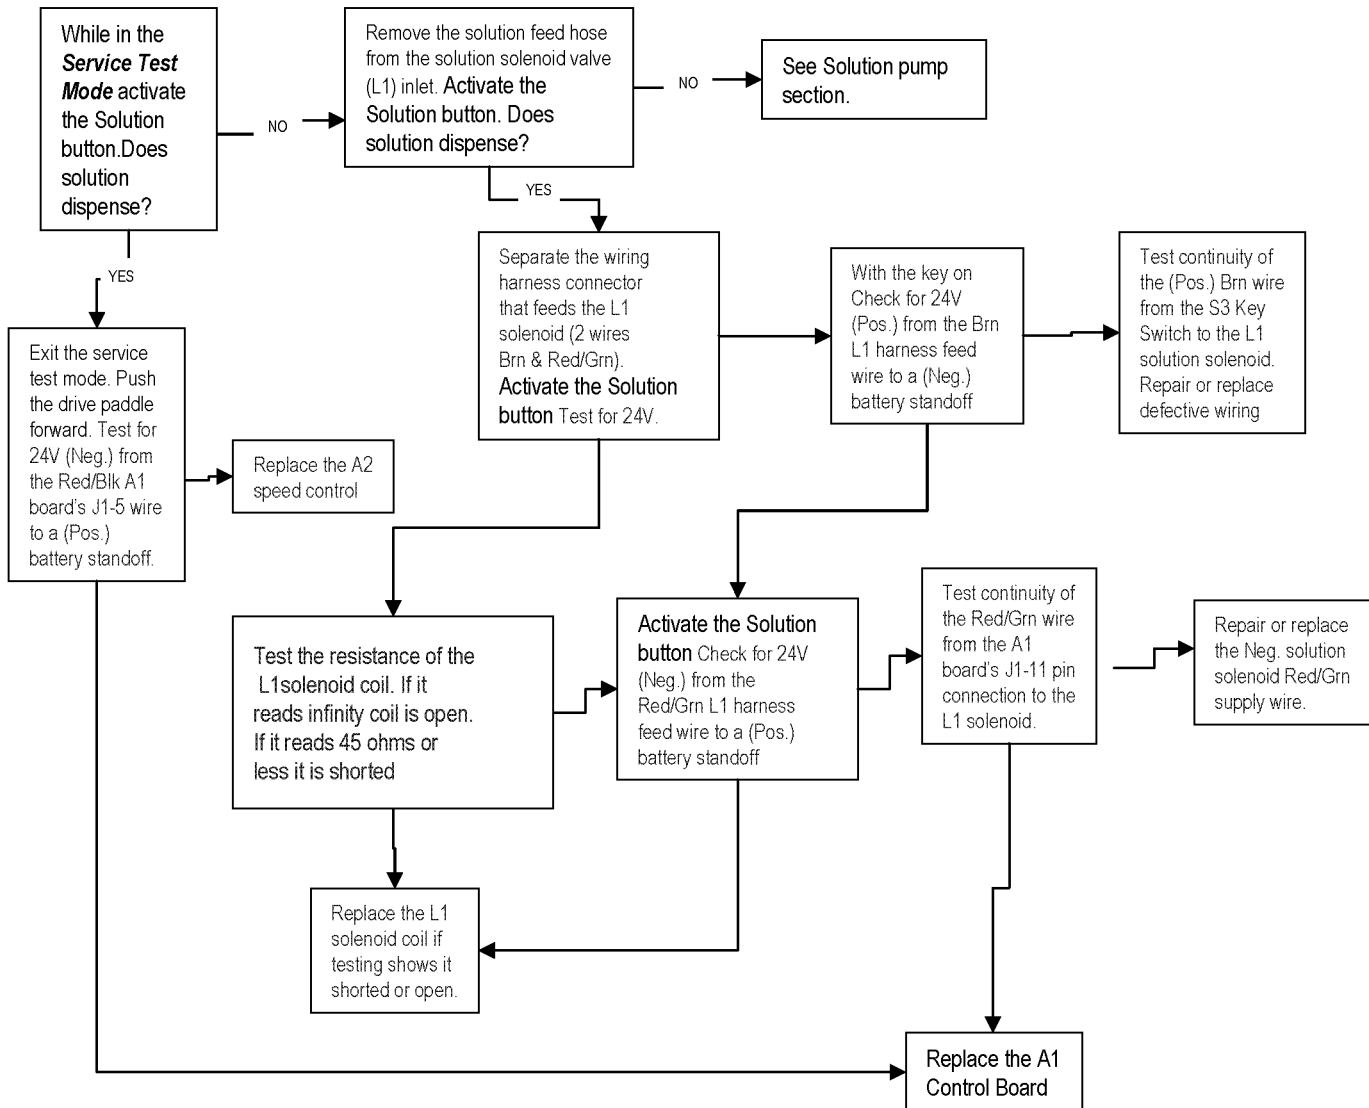 While in the
Service Test
Mode activate
the Solution
button.Does
solution
dispense?
NO
Remove the solution feed hose
from the solution solenoid valve
(L1) inlet. Activate the
Solution button. Does
solution dispense?
NO
See Solution pump
section.
YES
YES
Separate the wiring
harness connector
that feeds the L1
solenoid (2 wires
Brn & Red/Grn).
Activate the Solution
button Test for 24V.
With the key on
Check for 24V
(Pos.) from the Brn
L1 harness feed
wire to a (Neg.)
battery standoff
Test continuity of
the (Pos.) Brn wire
from the S3 Key
Switch to the L1
solution solenoid.
Repair or replace
defective wiring
Exit the service
test mode. Push
the drive paddle
forward. Test for
24V (Neg.) from
the Red/Blk A1
board's J1-5 wire
to a (Pos.)
battery standoff.
Replace the A2
speed control
Test the resistance of the
L1solenoid coil. If it
reads infinity coil is open.
If it reads 45 ohms or
less it is shorted
Activate the Solution
button Check for 24V
(Neg.) from the
Red/Grn L1 harness
feed wire to a (Pos.)
battery standoff
Test continuity of
the Red/Grn wire
from the A1
board's J1-11 pin
connection to the
L1 solenoid.
Repair or replace
the Neg. solution
solenoid Red/Grn
supply wire.
Replace the L1
solenoid coil if
testing shows it
shorted or open.
Replace the A1
Control Board